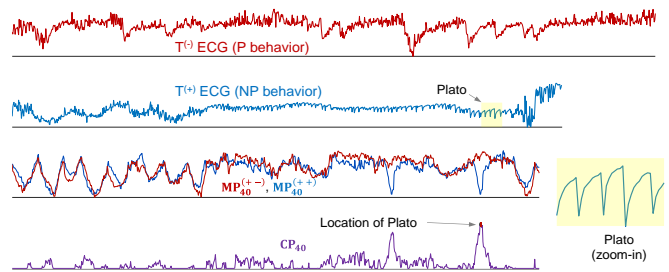 T(-) ECG (P behavior)
T(+) ECG (NP behavior)
Plato
MP40(+−), MP40(++)
Location of Plato
CP40
Plato
(zoom-in)